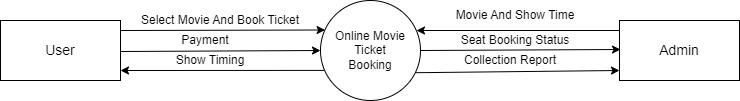 Select Movie And Book Ticket
Movie And Show Time
User
Payment
Online Movie
Ticket
Booking
Seat Booking Status
Admin
Show Timing
Collection Report